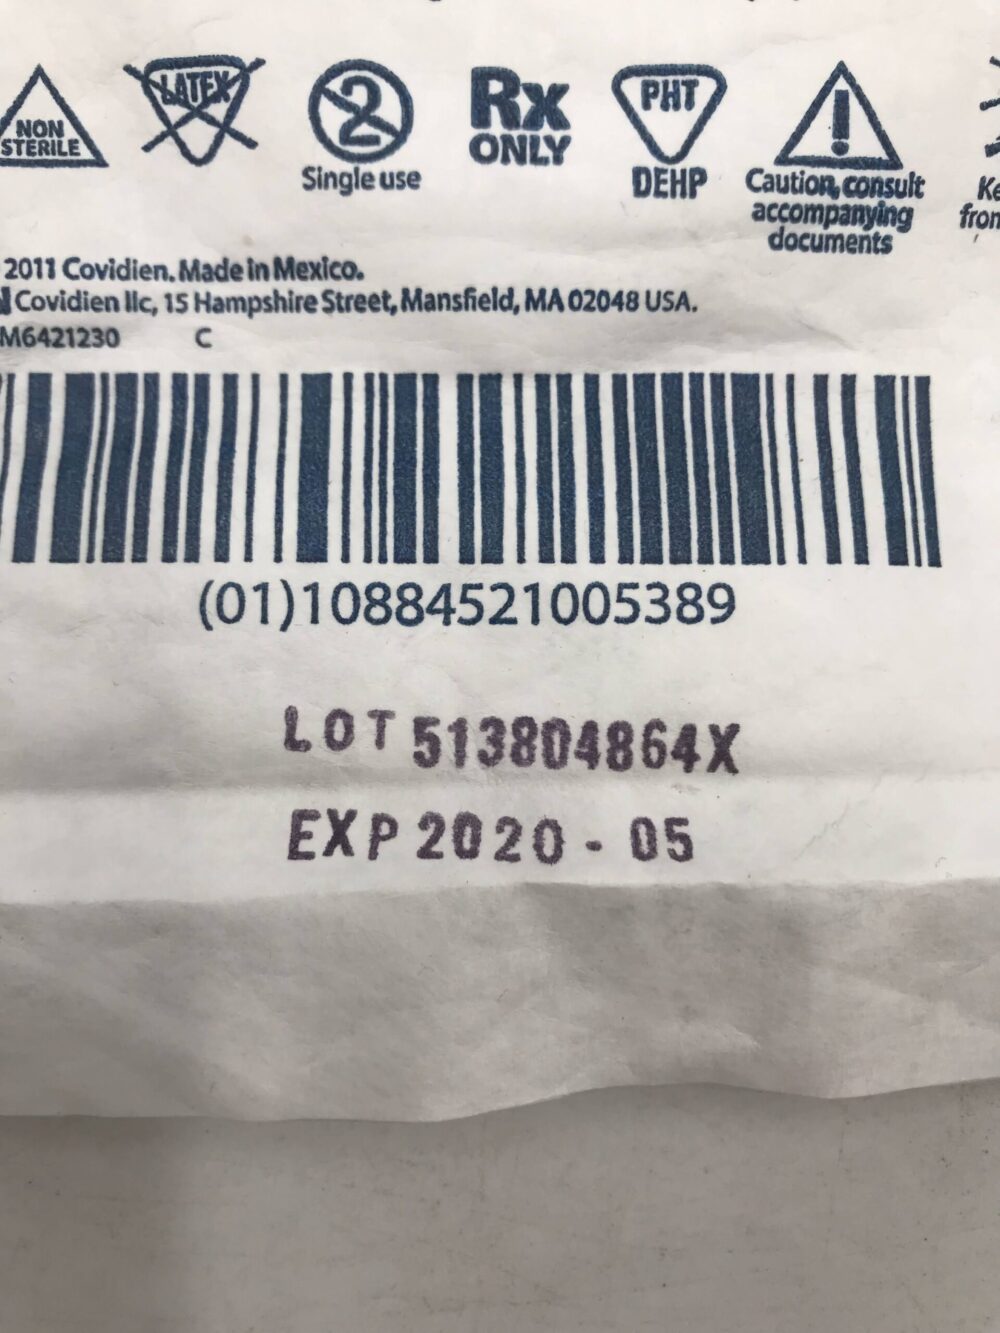 NON STERILE
LATEX
2
Single use
Rx ONLY
PHT
DEHP
!
Caution, consult
accompanying
documents
2011 Covidien. Made in Mexico.
Covidien llc, 15 Hampshire Street, Mansfield, MA 02048 USA.
M6421230 C
(01)10884521005389
LOT 513804864X
EXP 2020-05